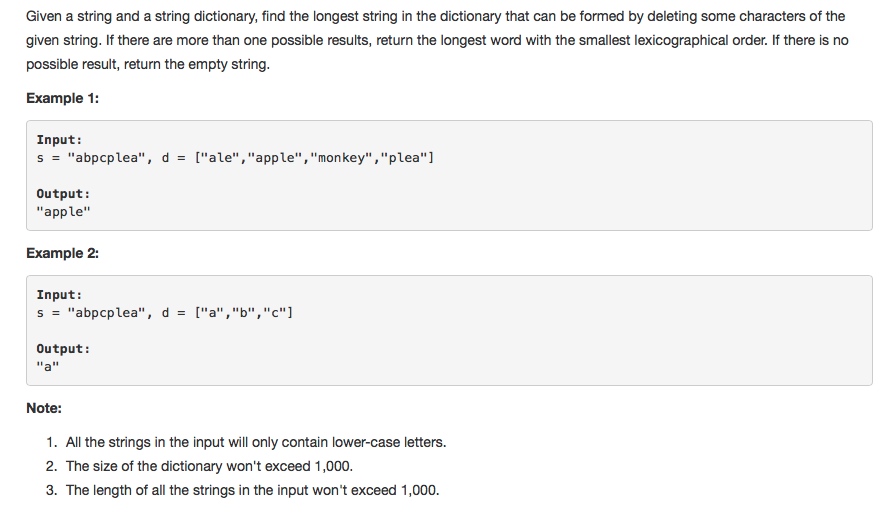 Given a string and a string dictionary, find the longest string in the dictionary that can be formed by deleting some characters of the
given string. If there are more than one possible results, return the longest word with the smallest lexicographical order. If there is no
possible result, return the empty string.
Example 1:
Input:
s = "abpcplea", d = ["ale","apple","monkey","plea"]
Output:
"apple"
Example 2:
Input:
s = "abpcplea", d = ["a","b","c"]
Output:
"a"
Note:
1. All the strings in the input will only contain lower-case letters.
2. The size of the dictionary won't exceed 1,000.
3. The length of all the strings in the input won't exceed 1,000.